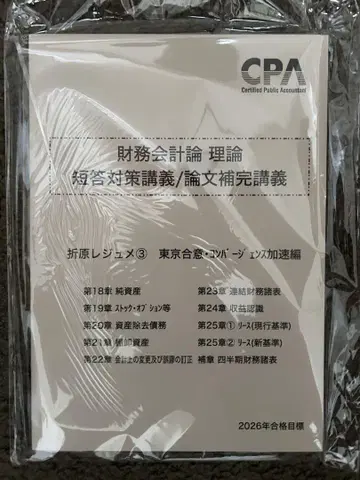 CPA
Certified Public Accountant
財務会計論 理論
短答対策講義/論文補完講義
折原レジュメ③ 東京合意・コンバージェンス加速編
第18章 純資産
第19章 ストック・オプション等
第20章 資産除去債務
第21章 棚卸資産
第22章 会計上の変更及び誤謬の訂正
第23章 連結財務諸表
第24章 収益認識
第25章① リース(現行基準)
第25章② リース(新基準)
補章 四半期財務諸表
2026年合格目標